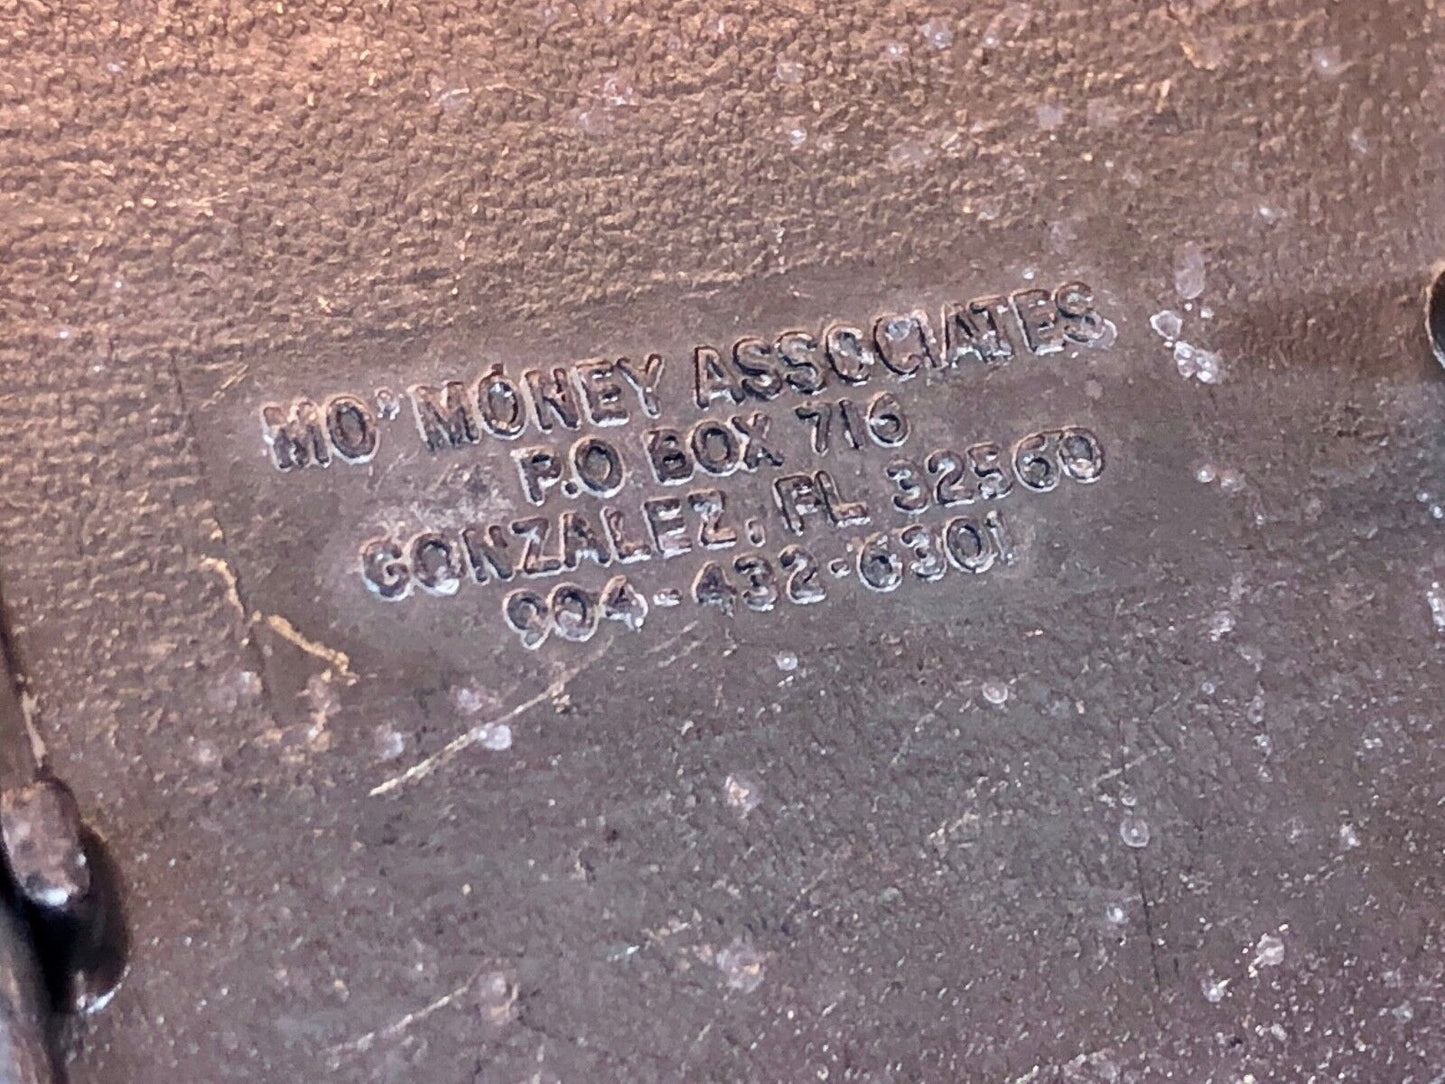 MO' MONEY ASSOCIATES
P.O BOX 716
GONZALEZ, FL 32560
904-432-6301